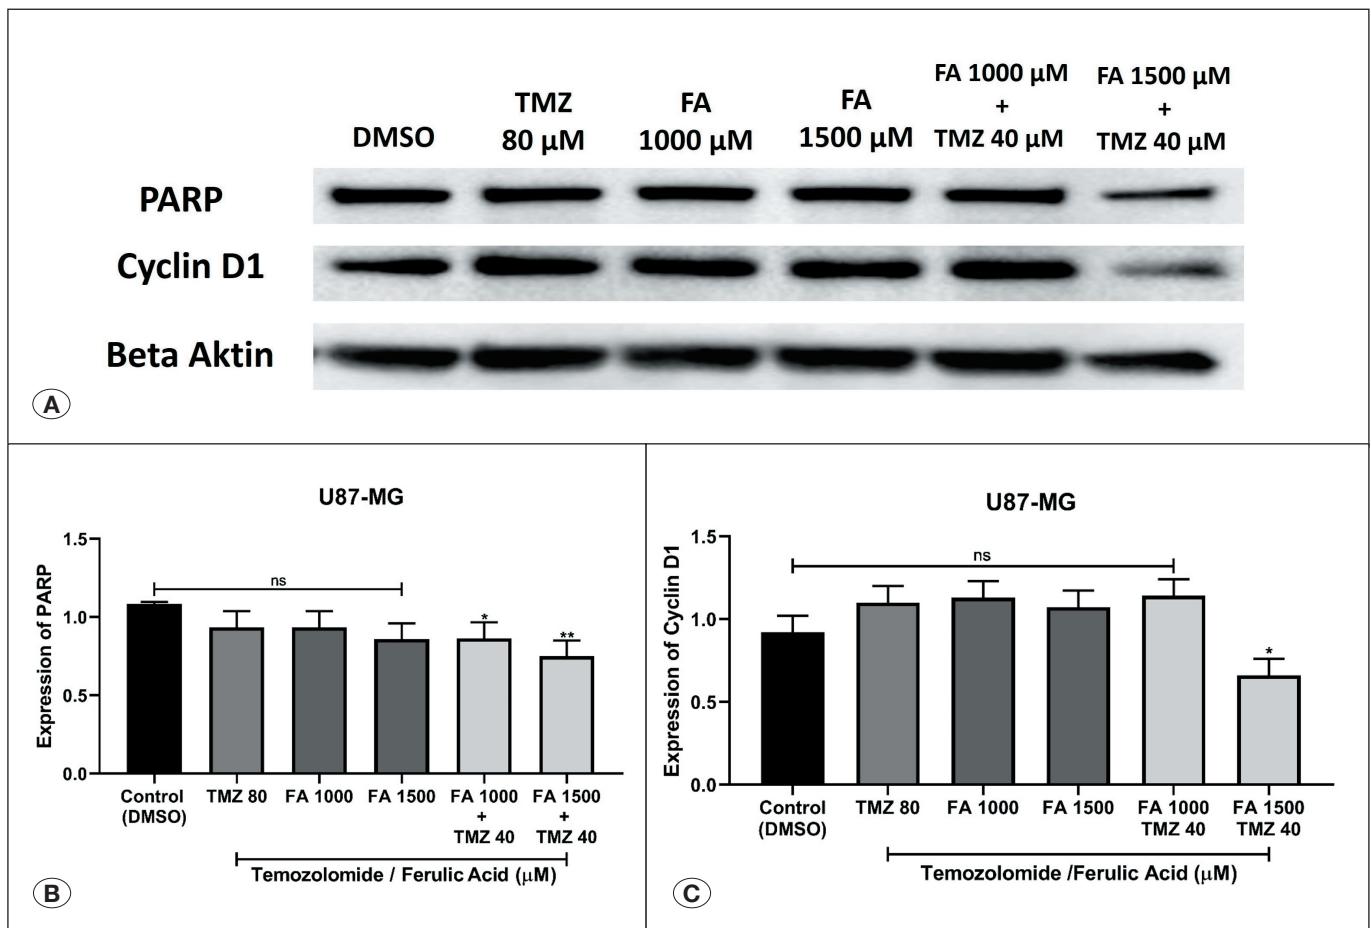 DMSO
TMZ
80 μM
FA
1000 μM
FA
1500 μM
FA 1000 μM
+
TMZ 40 μM
FA 1500 μM
+
TMZ 40 μM
PARP
Cyclin D1
Beta Aktin
A
U87-MG
Expression of PARP
1.5
1.0
0.5
0.0
ns
*
**
Control
(DMSO)
TMZ 80
FA 1000
FA 1500
FA 1000
+
TMZ 40
FA 1500
+
TMZ 40
Temozolomide / Ferulic Acid (μM)
B
U87-MG
Expression of Cyclin D1
1.5
1.0
0.5
0.0
ns
*
Control
(DMSO)
TMZ 80
FA 1000
FA 1500
FA 1000
TMZ 40
FA 1500
TMZ 40
Temozolomide /Ferulic Acid (μM)
C